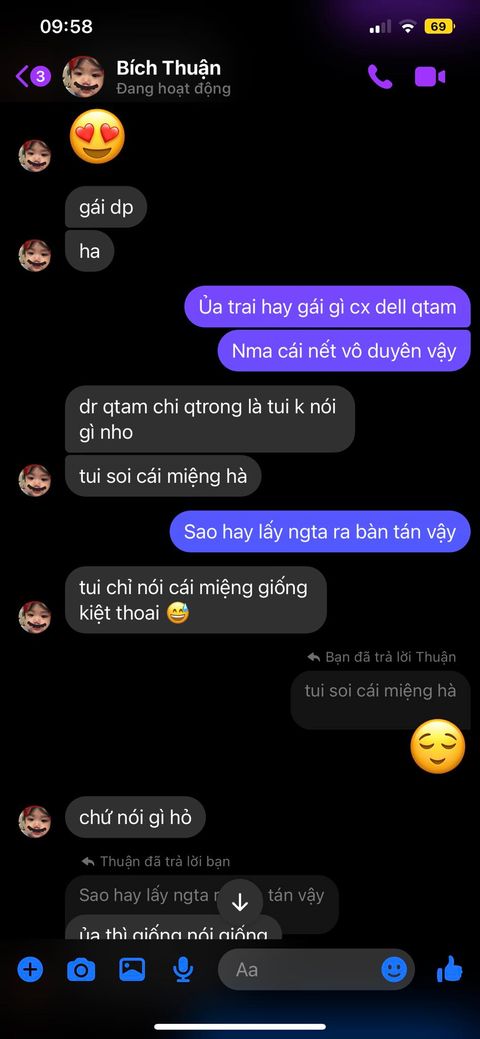 09:58
69
3
Bích Thuận
Đang hoạt động
gái dp
ha
Ủa trai hay gái gì cx dell qtam
Nma cái nết vô duyên vậy
dr qtam chi qtrong là tui k nói
gì nho
tui soi cái miệng hà
Sao hay lấy ngta ra bàn tán vậy
tui chỉ nói cái miệng giống
kiệt thoai 😅
Bạn đã trả lời Thuận
tui soi cái miệng hà
chứ nói gì hỏ
Thuận đã trả lời bạn
Sao hay lấy ngta r tán vậy
ủa thì giống nói giống
Aa